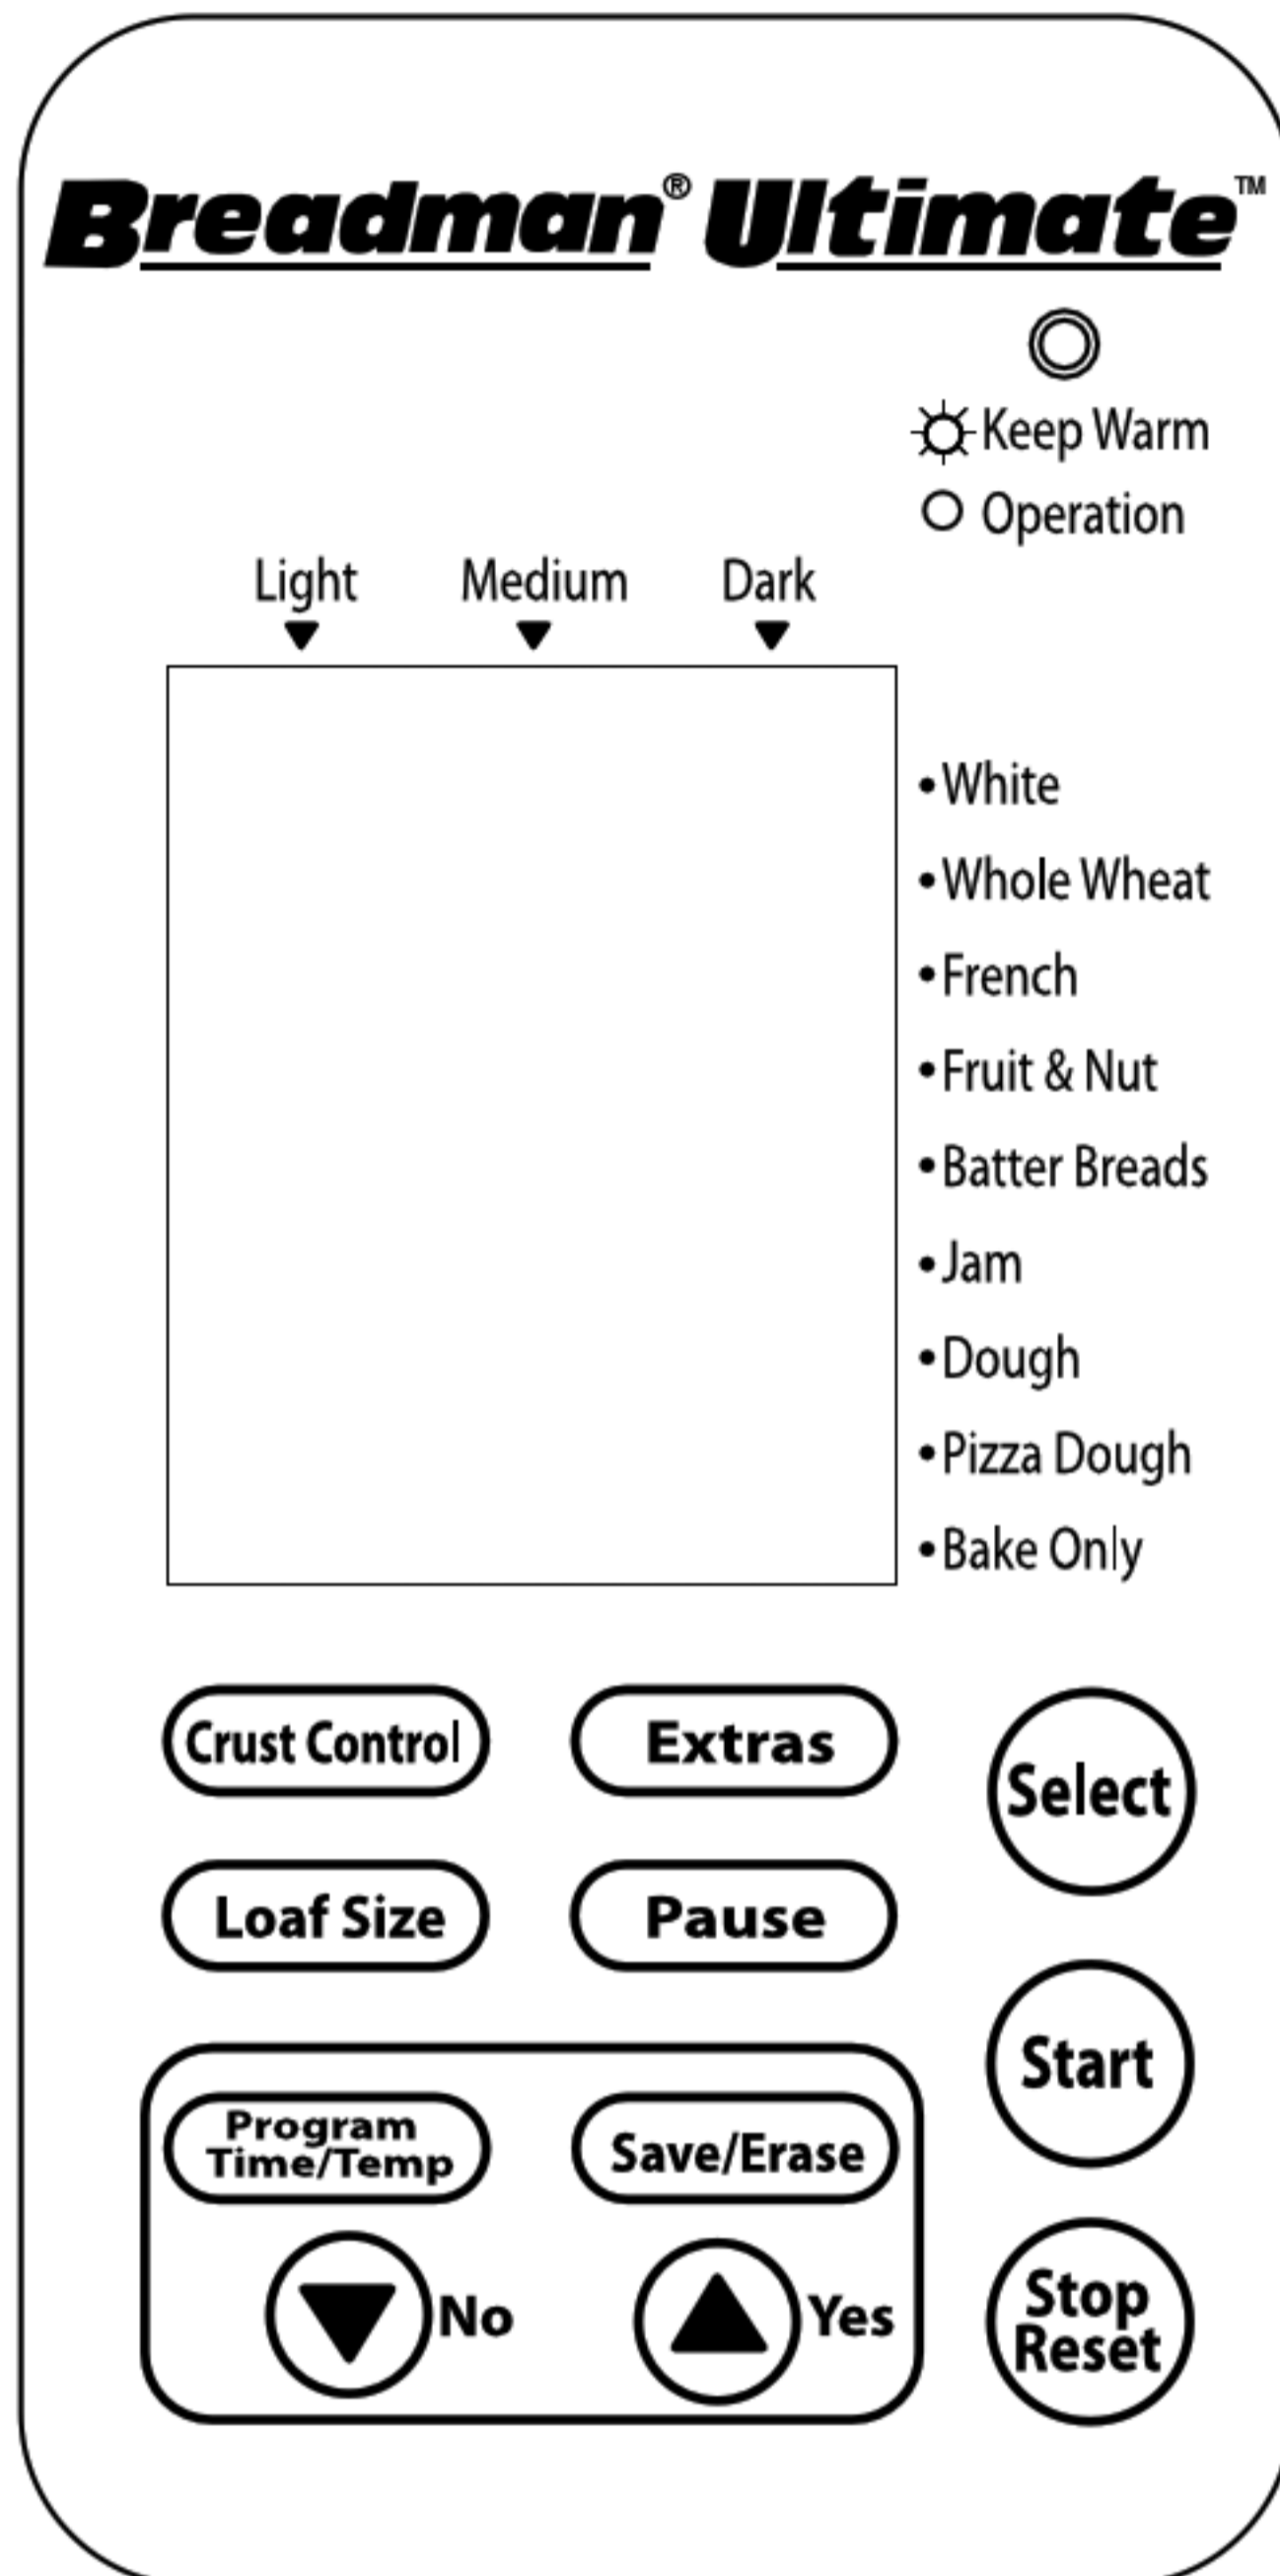 Breadman® Ultimate™
Keep Warm
Operation
Light Medium Dark
•White
•Whole Wheat
•French
•Fruit & Nut
•Batter Breads
•Jam
•Dough
•Pizza Dough
•Bake Only
Crust Control Extras
Select
Loaf Size Pause
Start
Program
Time/Temp
Save/Erase
No Yes
Stop
Reset